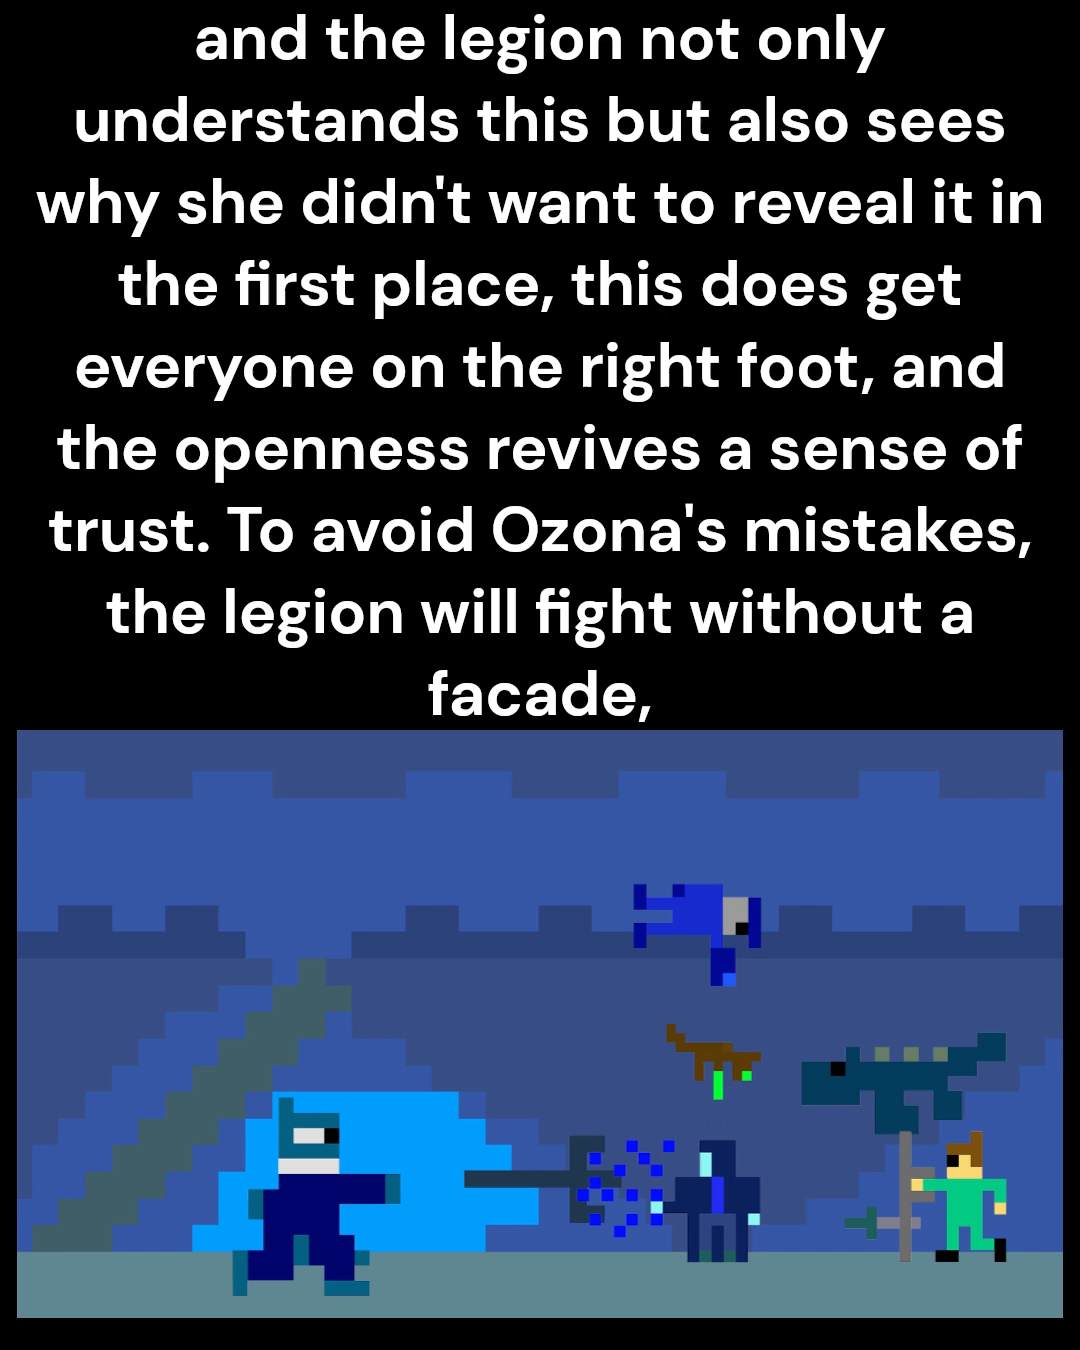 and the legion not only
understands this but also sees
why she didn't want to reveal it in
the first place, this does get
everyone on the right foot, and
the openness revives a sense of
trust. To avoid Ozona's mistakes,
the legion will fight without a
facade,